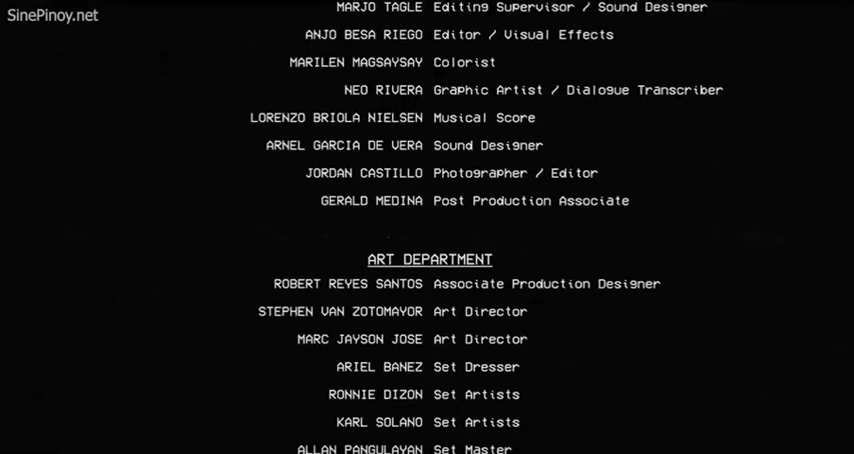 SinePinoy.net
MARJO TAGLE Editing Supervisor / Sound Designer
ANJO BESA RIEGO Editor / Visual Effects
MARILEN MAGSAYSAY Colorist
NEO RIVERA Graphic Artist / Dialogue Transcriber
LORENZO BRIOLA NIELSEN Musical Score
ARNEL GARCIA DE VERA Sound Designer
JORDAN CASTILLO Photographer / Editor
GERALD MEDINA Post Production Associate
ART DEPARTMENT
ROBERT REYES SANTOS Associate Production Designer
STEPHEN VAN ZOTOMAYOR Art Director
MARC JAYSON JOSE Art Director
ARIEL BANEZ Set Dresser
RONNIE DIZON Set Artists
KARL SOLANO Set Artists
ALLAN PANGULAYAN Set Master